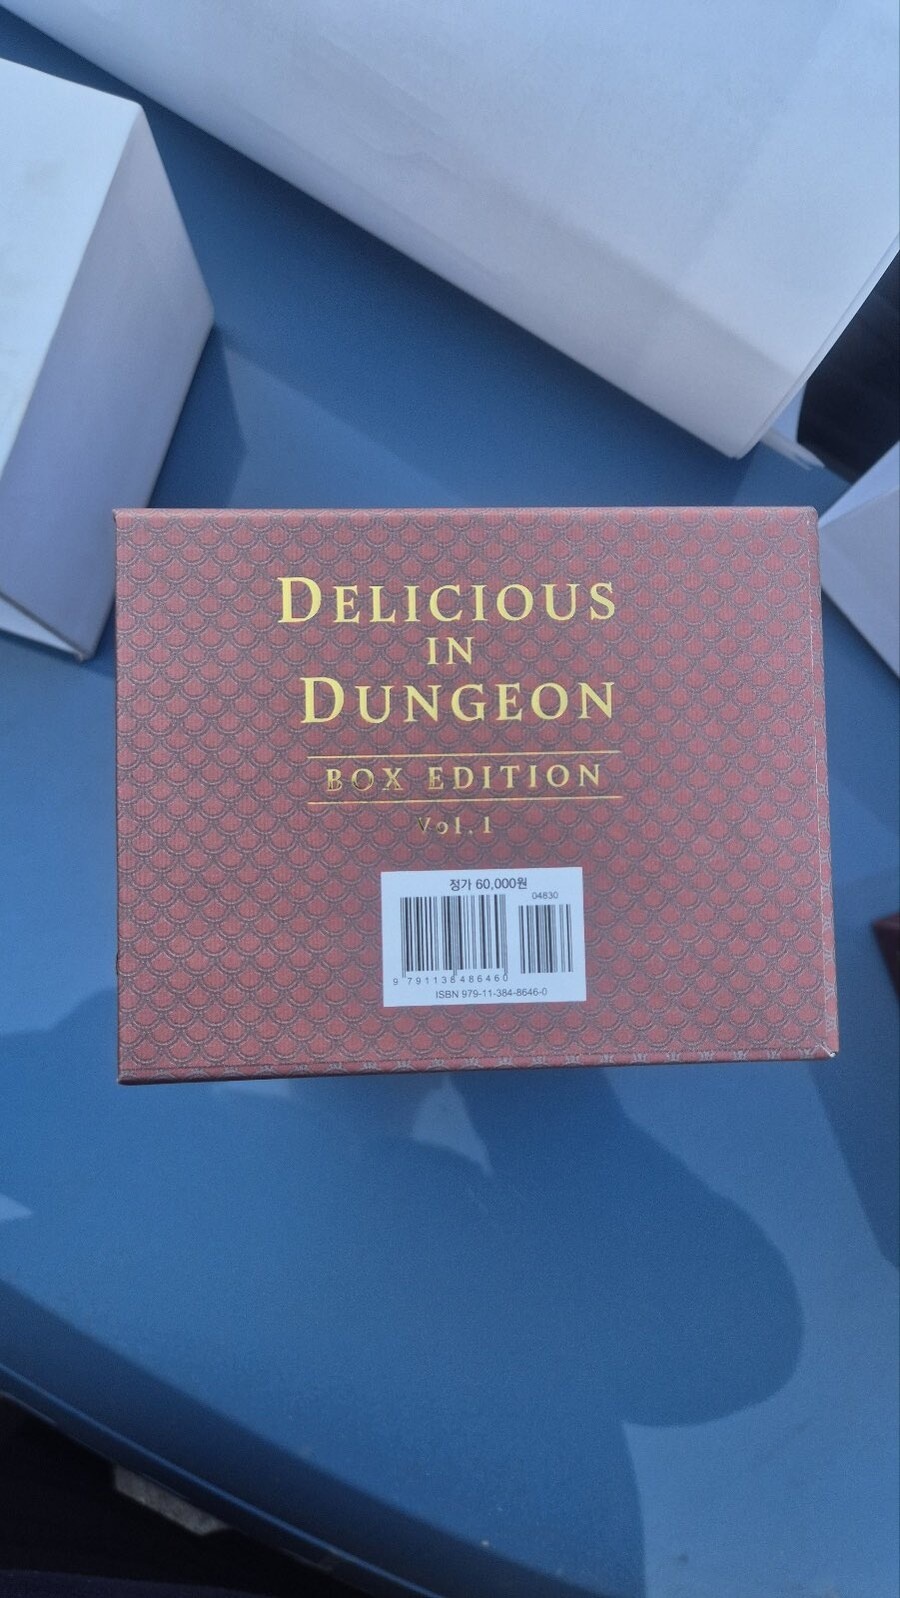 DELICIOUS
IN
DUNGEON
BOX EDITION
Vol.1
정가 60,000원
04830
9 791138 486460
ISBN 979-11-384-8646-0